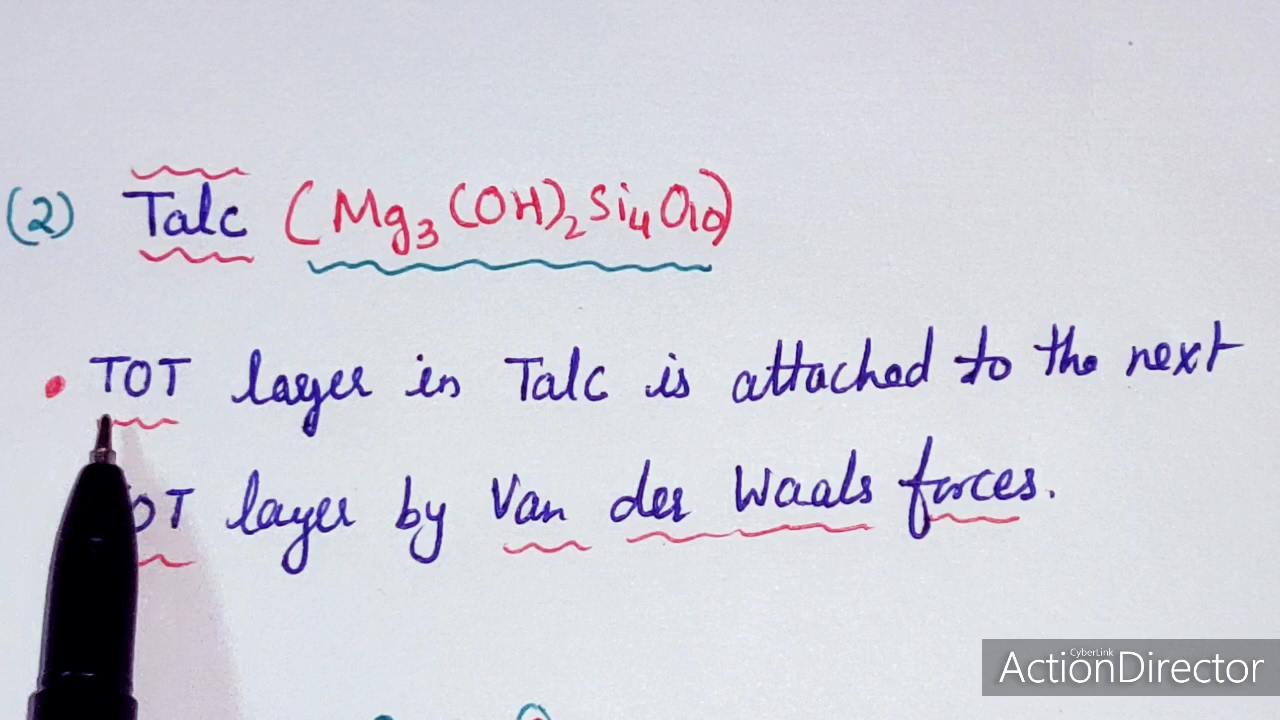 (2) Talc (Mg₃(OH)₂Si₄O₁₀)
• TOT layer in Talc is attached to the next
OT layer by Van der Waals forces.
CyberLink
ActionDirector